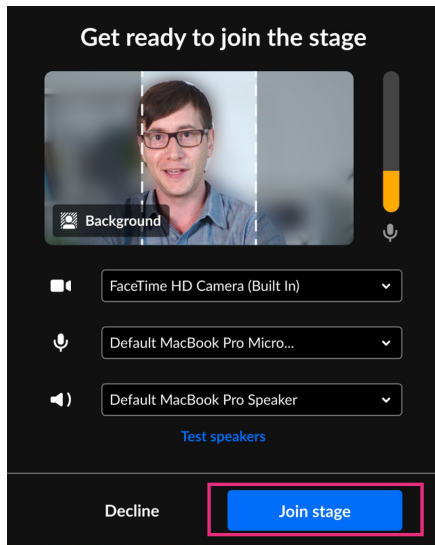 Get ready to join the stage
Background
FaceTime HD Camera (Built In)
Default MacBook Pro Micro...
Default MacBook Pro Speaker
Test speakers
Decline
Join stage